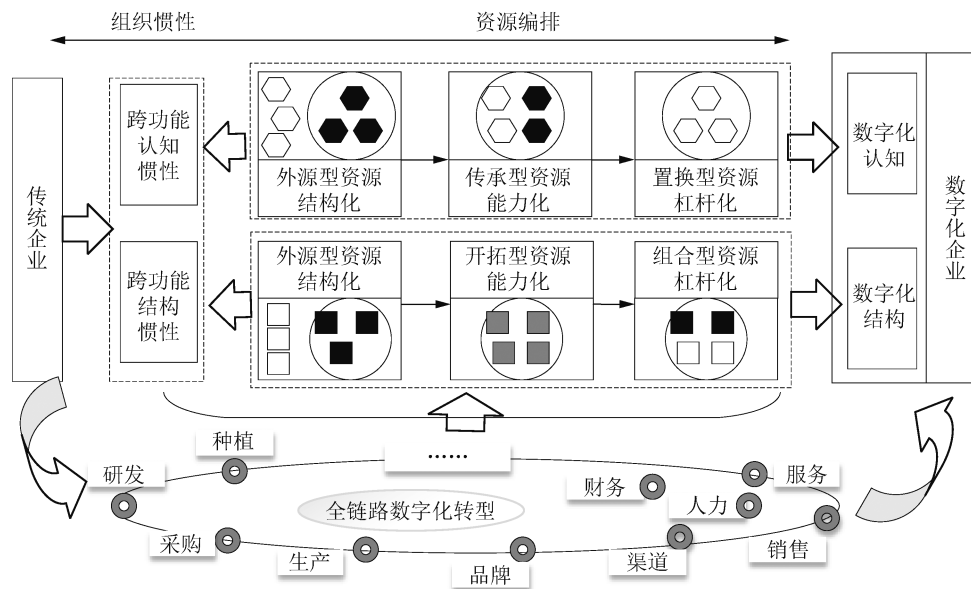 组织惯性
资源编排
传统企业
跨功能
认知
惯性
跨功能
结构
惯性
外源型资源
结构化
传承型资源
能力化
置换型资源
杠杆化
外源型资源
结构化
开拓型资源
能力化
组合型资源
杠杆化
数字化
认知
数字化
结构
数字化企业
种植
......
研发
财务
服务
人力
全链路数字化转型
采购
生产
品牌
渠道
销售